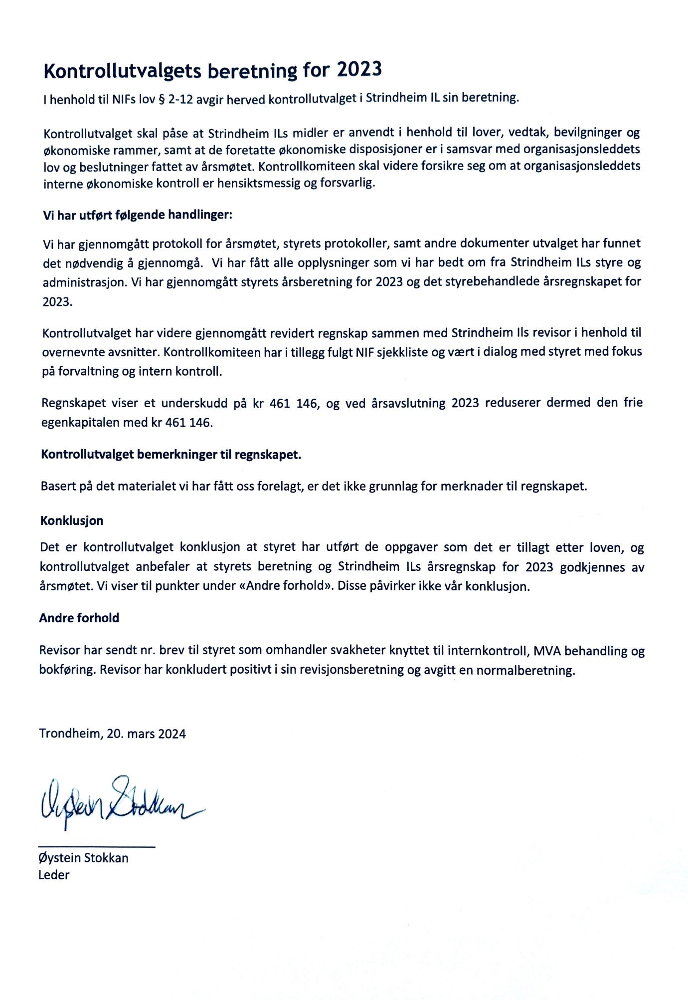 Kontrollutvalgets beretning for 2023
I henhold til NIFs lov § 2-12 avgir herved kontrollutvalget i Strindheim IL sin beretning.
Kontrollutvalget skal påse at Strindheim ILs midler er anvendt i henhold til lover, vedtak, bevilgninger og
økonomiske rammer, samt at de foretatte økonomiske disposisjoner er i samsvar med organisasjonsleddets
lov og beslutninger fattet av årsmøtet. Kontrollkomiteen skal videre forsikre seg om at organisasjonsleddets
interne økonomiske kontroll er hensiktsmessig og forsvarlig.
Vi har utført følgende handlinger:
Vi har gjennomgått protokoll for årsmøtet, styrets protokoller, samt andre dokumenter utvalget har funnet
det nødvendig å gjennomgå.  Vi har fått alle opplysninger som vi har bedt om fra Strindheim ILs styre og
administrasjon. Vi har gjennomgått styrets årsberetning for 2023 og det styrebehandlede årsregnskapet for
2023.
Kontrollutvalget har videre gjennomgått revidert regnskap sammen med Strindheim Ils revisor i henhold til
overnevnte avsnitter. Kontrollkomiteen har i tillegg fulgt NIF sjekkliste og vært i dialog med styret med fokus
på forvaltning og intern kontroll.
Regnskapet viser et underskudd på kr 461 146, og ved årsavslutning 2023 reduserer dermed den frie
egenkapitalen med kr 461 146.
Kontrollutvalget bemerkninger til regnskapet.
Basert på det materialet vi har fått oss forelagt, er det ikke grunnlag for merknader til regnskapet.
Konklusjon
Det er kontrollutvalget konklusjon at styret har utført de oppgaver som det er tillagt etter loven, og
kontrollutvalget anbefaler at styrets beretning og Strindheim ILs årsregnskap for 2023 godkjennes av
årsmøtet. Vi viser til punkter under «Andre forhold». Disse påvirker ikke vår konklusjon.
Andre forhold
Revisor har sendt nr. brev til styret som omhandler svakheter knyttet til internkontroll, MVA behandling og
bokføring. Revisor har konkludert positivt i sin revisjonsberetning og avgitt en normalberetning.
Trondheim, 20. mars 2024
Øystein Stokkan
Øystein Stokkan
Leder